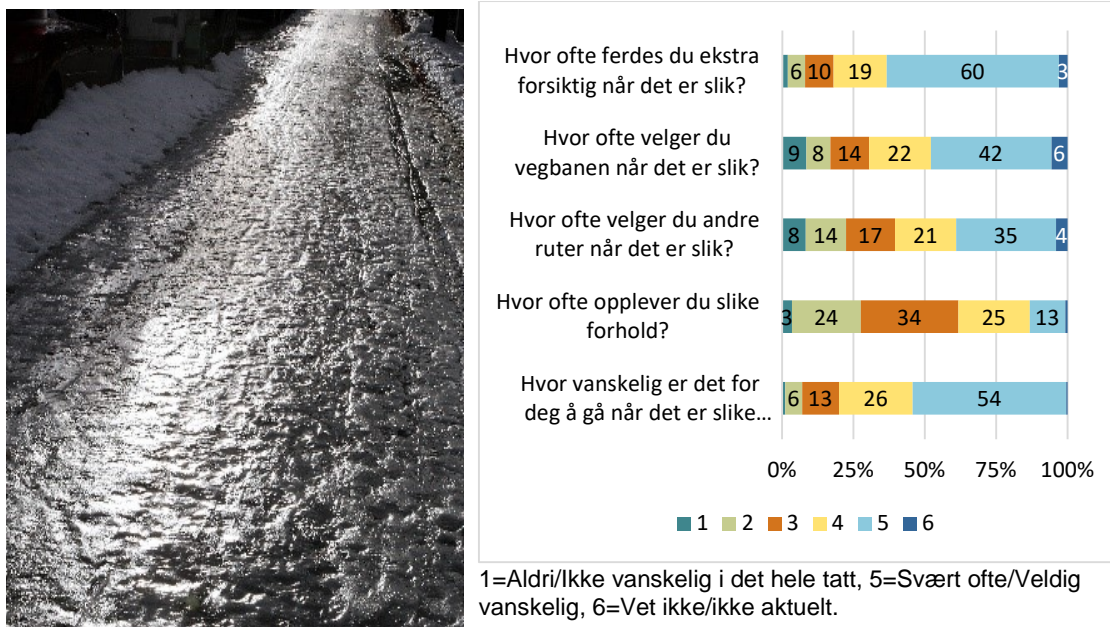 Hvor ofte ferdes du ekstra
forsiktig når det er slik?
6 10 19 60 3
Hvor ofte velger du
vegbanen når det er slik?
9 8 14 22 42 6
Hvor ofte velger du andre
ruter når det er slik?
8 14 17 21 35 4
Hvor ofte opplever du slike
forhold?
3 24 34 25 13
Hvor vanskelig er det for
deg å gå når det er slike...
6 13 26 54
0% 25% 50% 75% 100%
1 2 3 4 5 6
1=Aldri/Ikke vanskelig i det hele tatt, 5=Svært ofte/Veldig
vanskelig, 6=Vet ikke/ikke aktuelt.